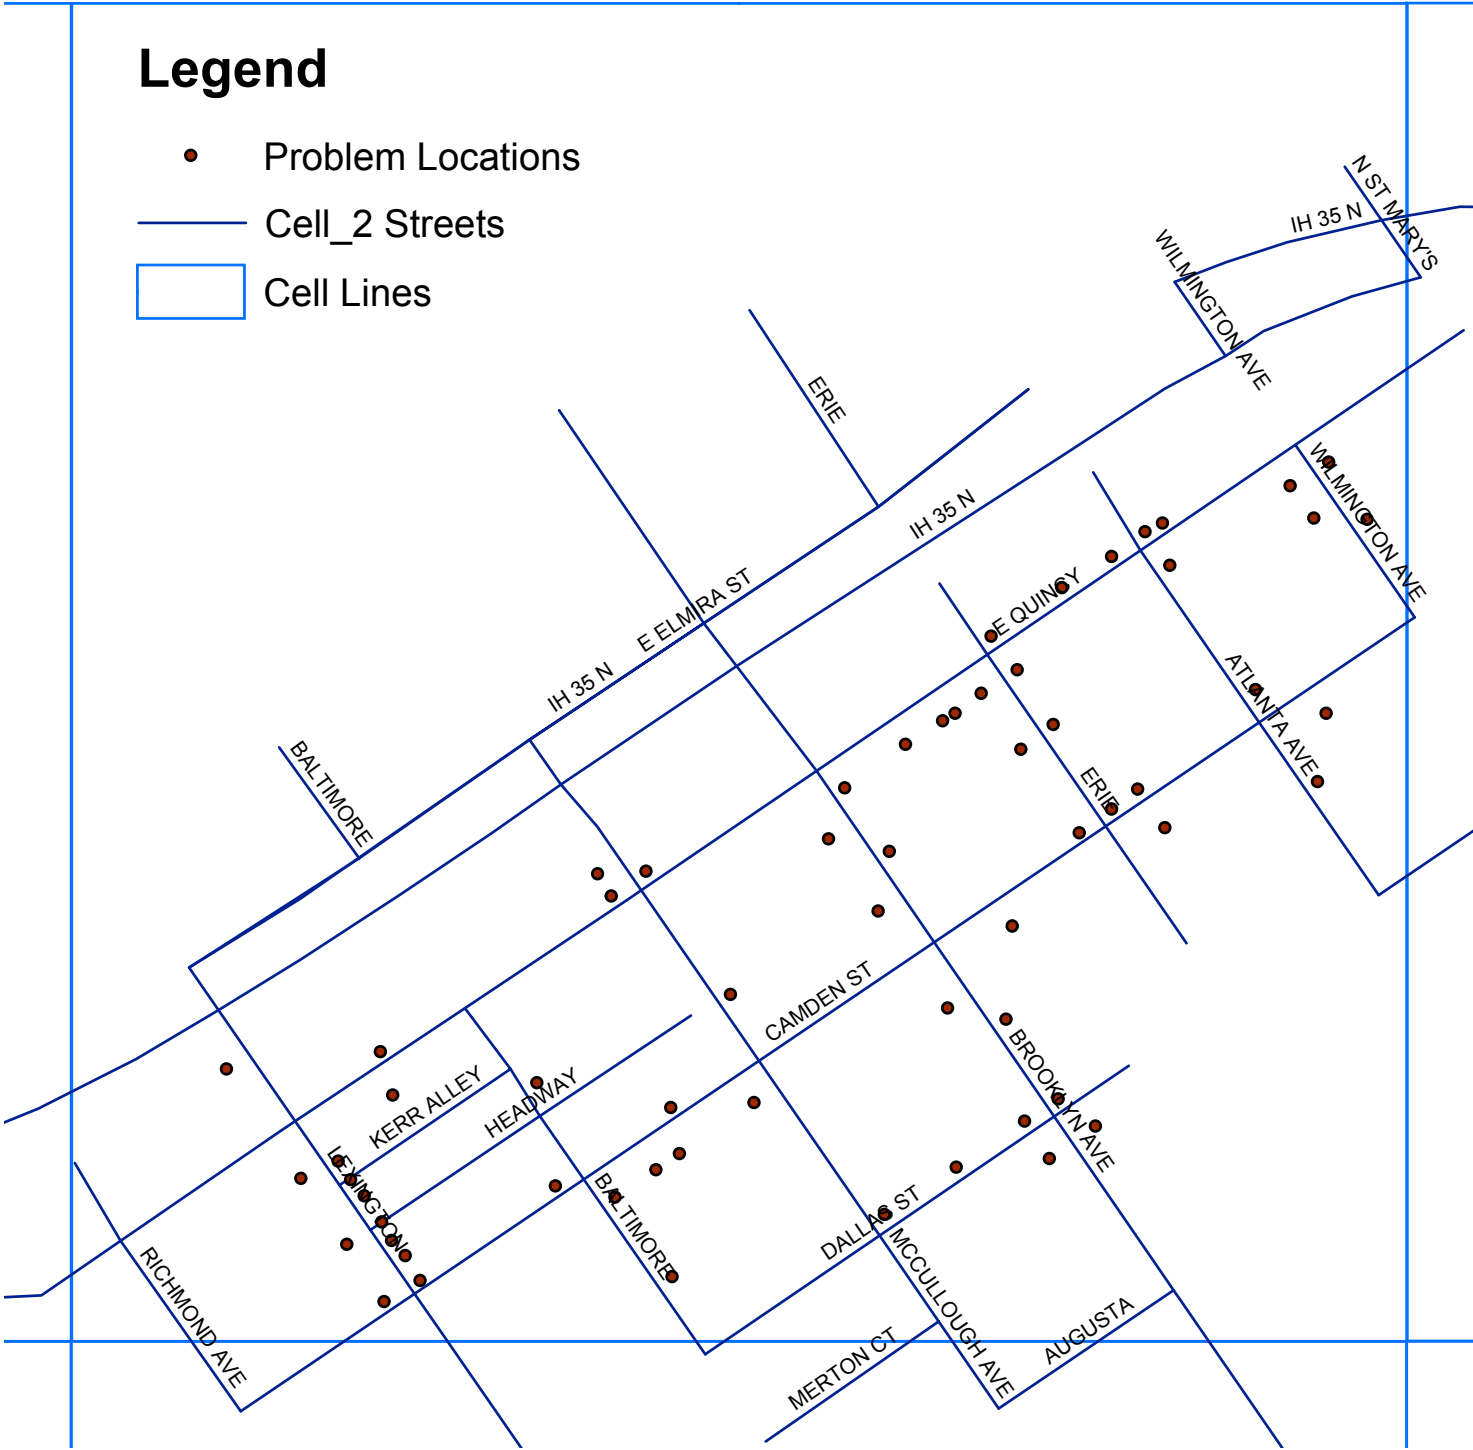 Legend
Problem Locations
Cell_2 Streets
Cell Lines
N ST MARY'S
IH 35 N
WILMINGTON AVE
ERIE
WILMINGTON AVE
IH 35 N
E QUINCY
E ELMIRA ST
IH 35 N
ATLANTA AVE
BALTIMORE
ERIE
CAMDEN ST
BROOKLYN AVE
KERR ALLEY
HEADWAY
LEXINGTON
BALTIMORE
DALLAS ST
MCCULLOUGH AVE
RICHMOND AVE
AUGUSTA
MERTON CT